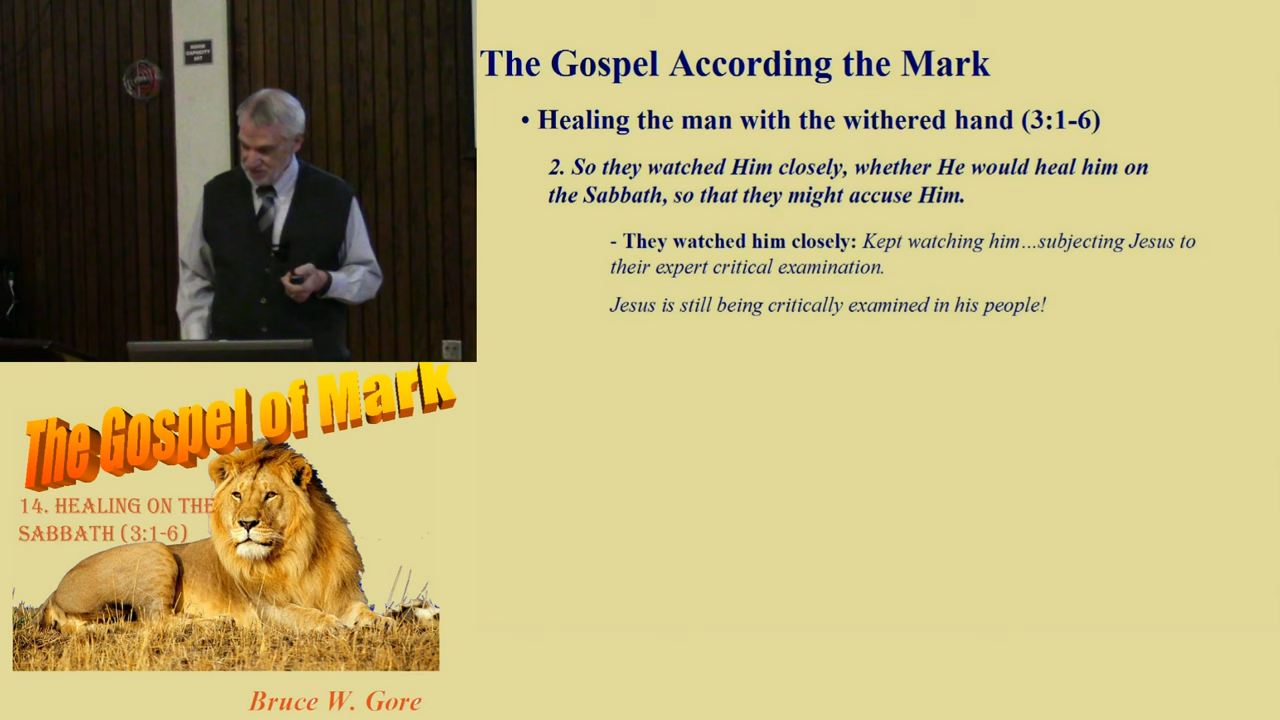 ROOM
CAPACITY
The Gospel According the Mark
• Healing the man with the withered hand (3:1-6)
2. So they watched Him closely, whether He would heal him on
the Sabbath, so that they might accuse Him.
- They watched him closely: Kept watching him…subjecting Jesus to
their expert critical examination.
Jesus is still being critically examined in his people!
The Gospel of Mark
14. HEALING ON THE
SABBATH (3:1-6)
Bruce W. Gore